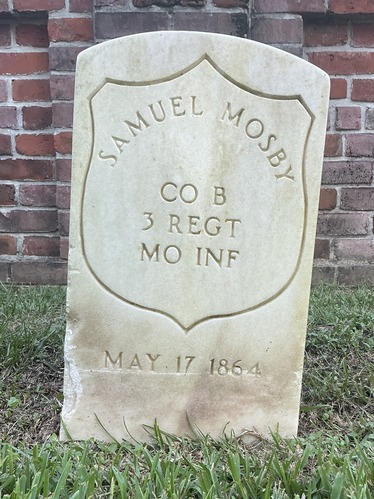 SAMUEL MOSBY
CO B
3 REGT
MO INF
MAY 17 1864